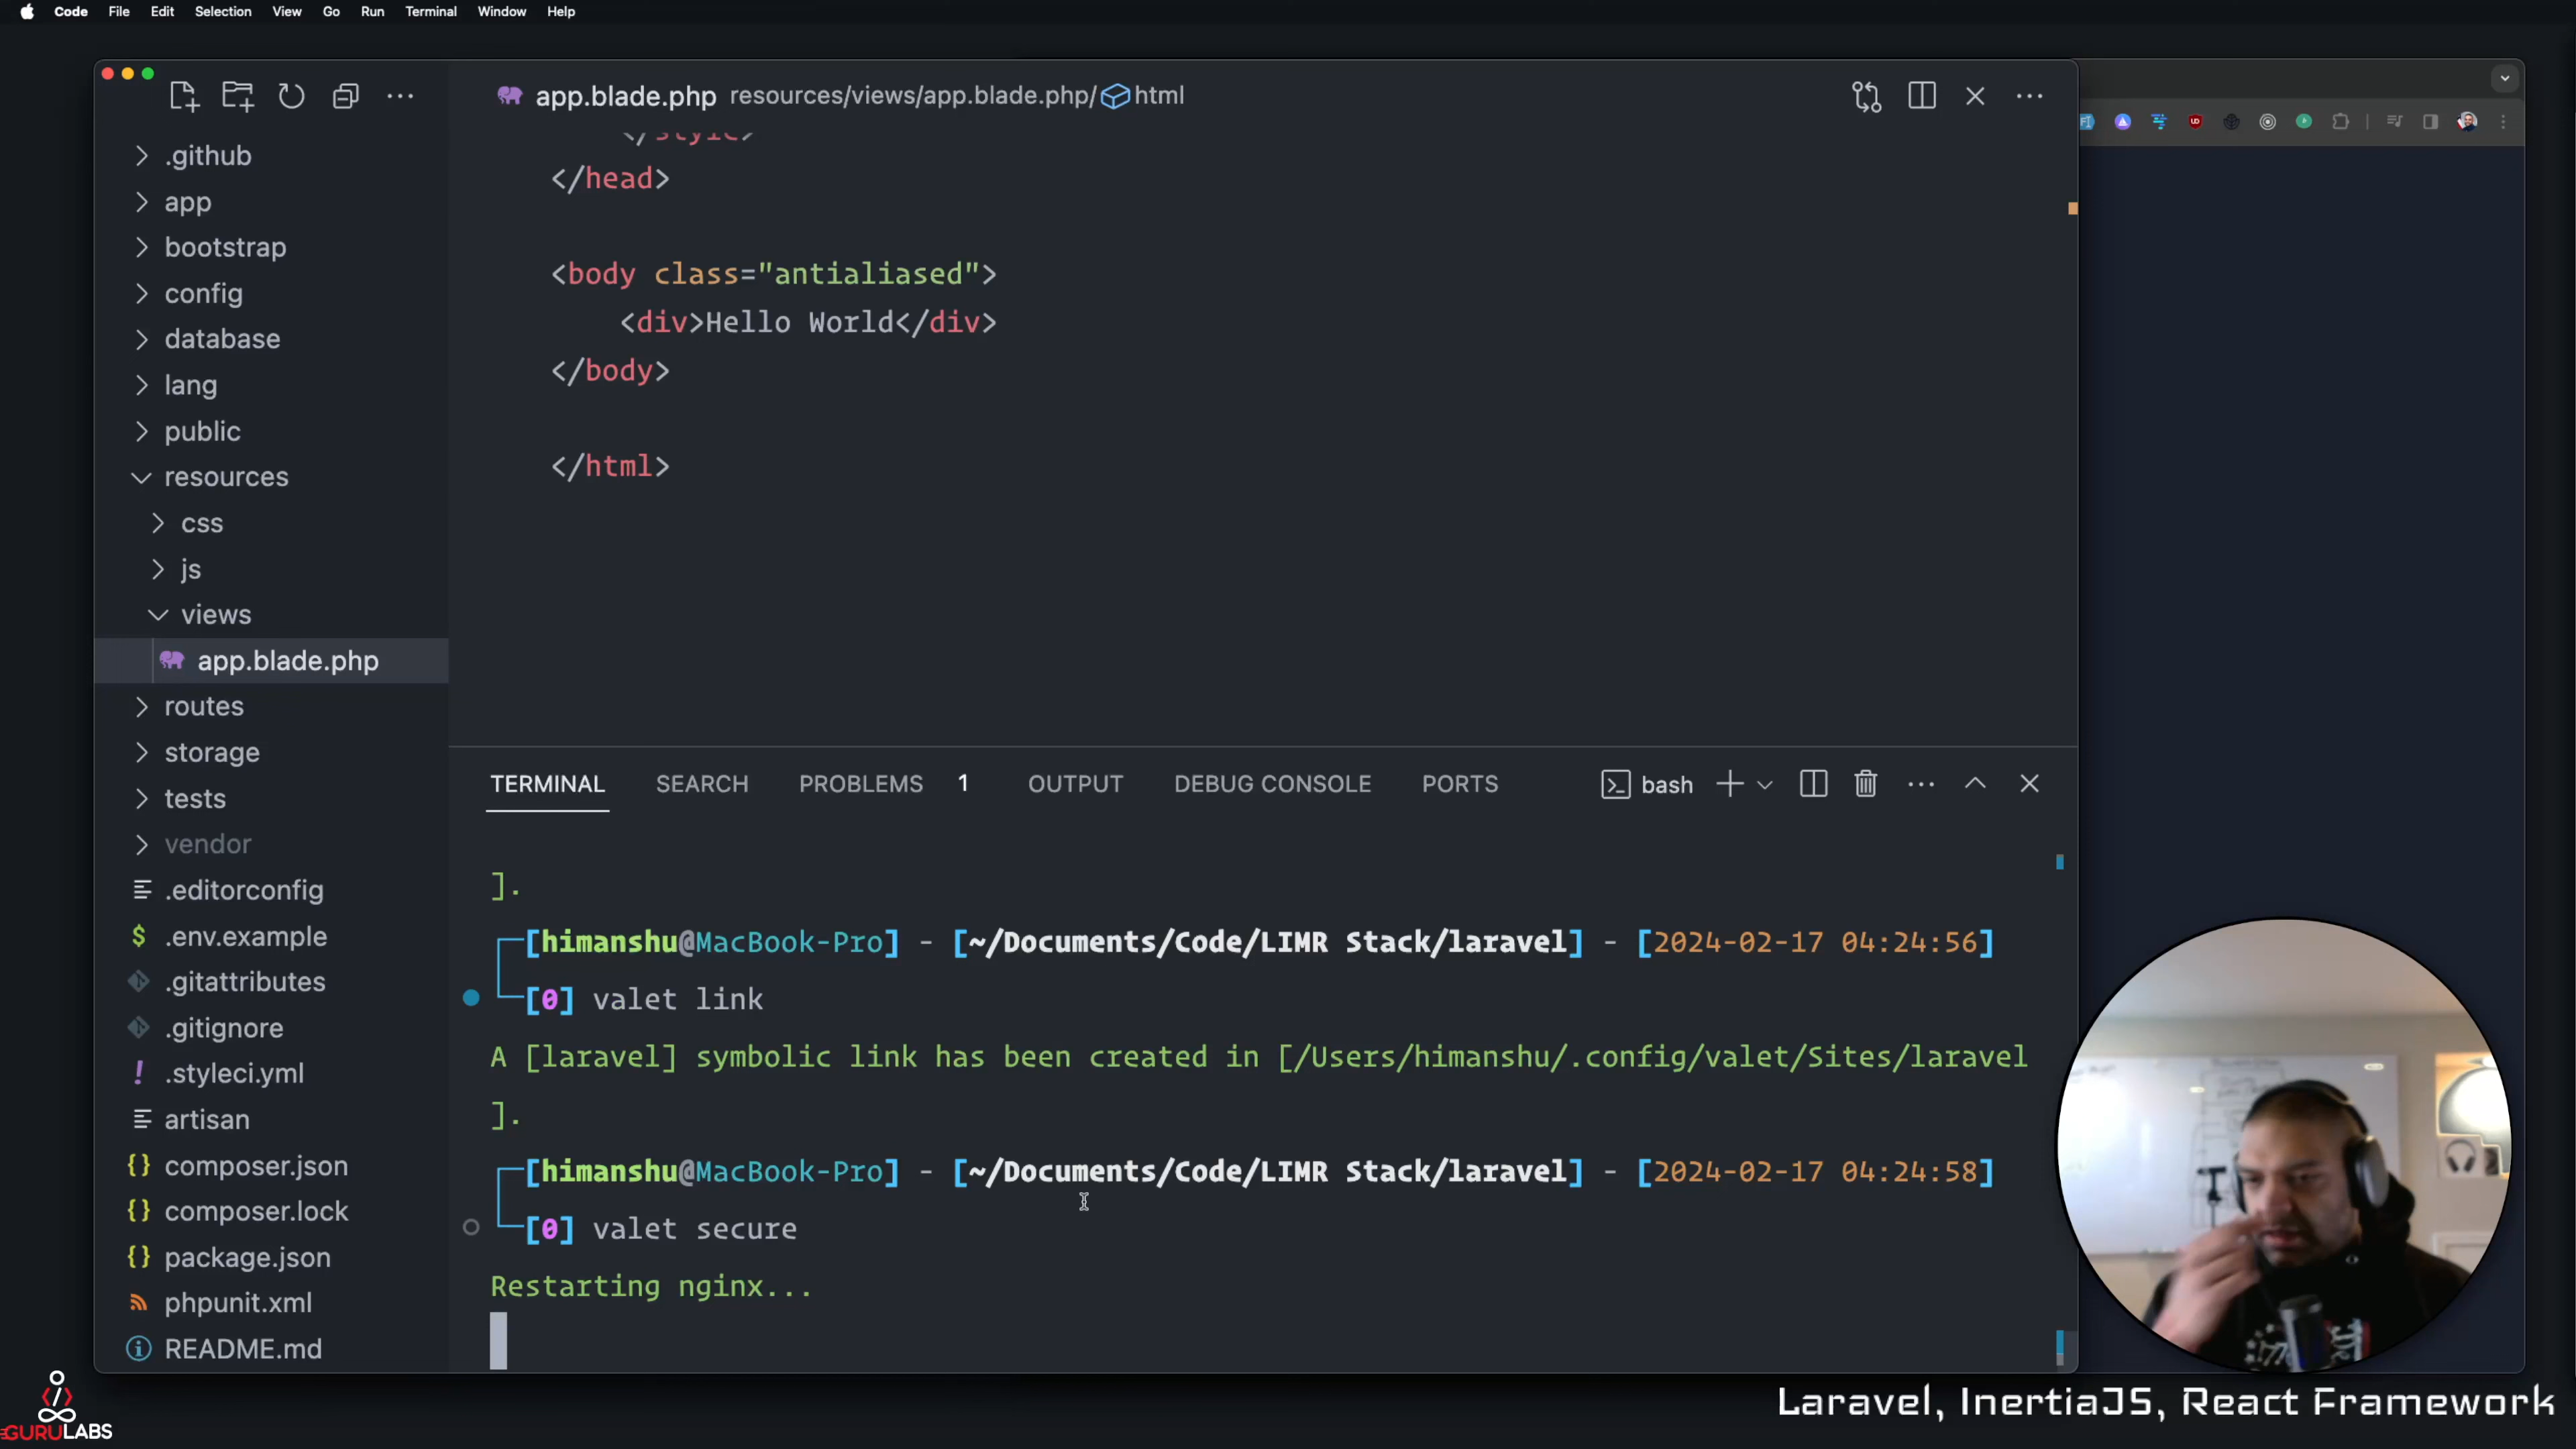 Code File Edit Selection View Go Run Terminal Window Help
app.blade.php resources/views/app.blade.php/ html
</style>
</head>
<body class="antialiased">
<div>Hello World</div>
</body>
</html>
.github
app
bootstrap
config
database
lang
public
resources
css
js
views
app.blade.php
routes
storage
tests
vendor
.editorconfig
$ .env.example
.gitattributes
.gitignore
! .styleci.yml
artisan
{} composer.json
{} composer.lock
{} package.json
phpunit.xml
README.md
TERMINAL SEARCH PROBLEMS 1 OUTPUT DEBUG CONSOLE PORTS bash
].
[himanshu@MacBook-Pro] - [~/Documents/Code/LIMR Stack/laravel] - [2024-02-17 04:24:56]
[0] valet link
A [laravel] symbolic link has been created in [/Users/himanshu/.config/valet/Sites/laravel
].
[himanshu@MacBook-Pro] - [~/Documents/Code/LIMR Stack/laravel] - [2024-02-17 04:24:58]
[0] valet secure
Restarting nginx...
GURULABS
Laravel, InertiaJS, React Framework